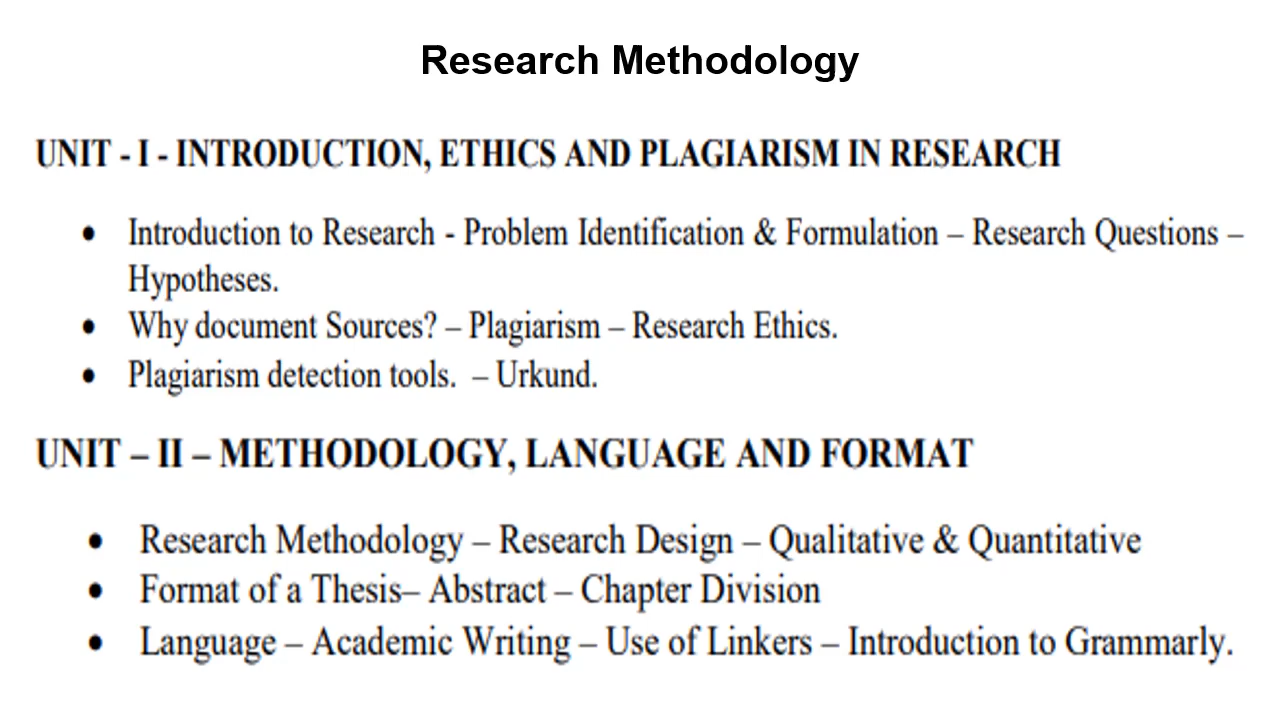 Research Methodology
UNIT - I - INTRODUCTION, ETHICS AND PLAGIARISM IN RESEARCH
• Introduction to Research - Problem Identification & Formulation – Research Questions –
Hypotheses.
• Why document Sources? – Plagiarism – Research Ethics.
• Plagiarism detection tools. – Urkund.
UNIT – II – METHODOLOGY, LANGUAGE AND FORMAT
• Research Methodology – Research Design – Qualitative & Quantitative
• Format of a Thesis– Abstract – Chapter Division
• Language – Academic Writing – Use of Linkers – Introduction to Grammarly.